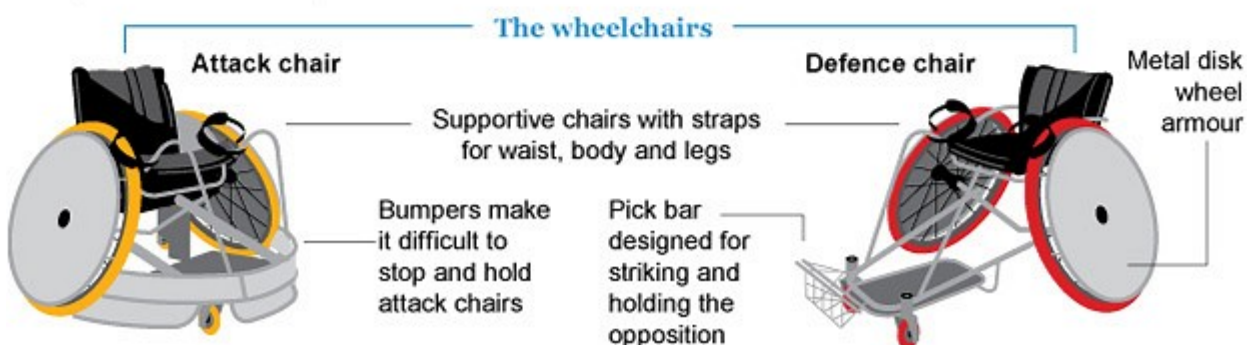 The wheelchairs
Attack chair
Defence chair
Metal disk
wheel
armour
Supportive chairs with straps
for waist, body and legs
Bumpers make
it difficult to
stop and hold
attack chairs
Pick bar
designed for
striking and
holding the
opposition